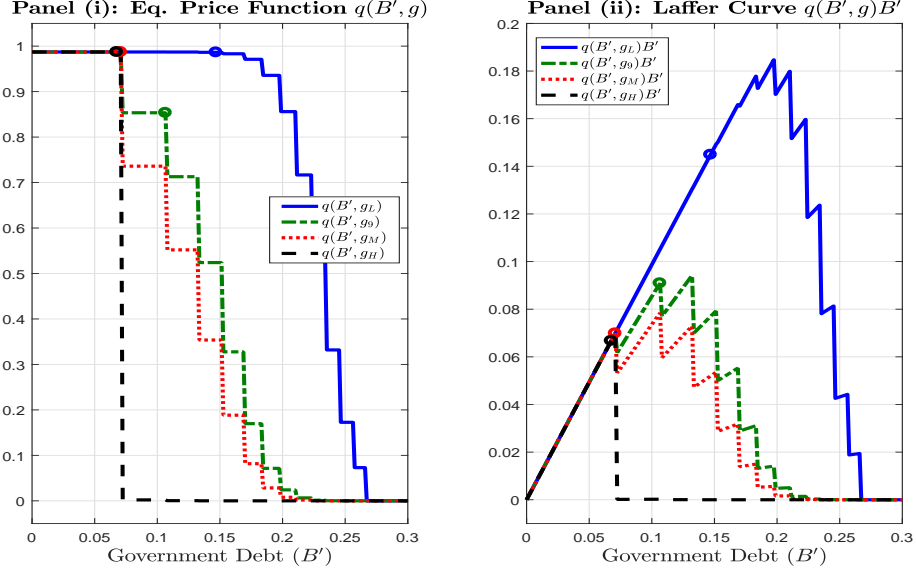 Panel (i): Eq. Price Function q(B′, g)
1
0.9
0.8
0.7
0.6
0.5
0.4
0.3
0.2
0.1
0
q(B′, g_L)
q(B′, g_9)
q(B′, g_M)
q(B′, g_H)
0 0.05 0.1 0.15 0.2 0.25 0.3
Government Debt (B′)
Panel (ii): Laffer Curve q(B′, g)B′
0.2
0.18
0.16
0.14
0.12
0.1
0.08
0.06
0.04
0.02
0
q(B′, g_L)B′
q(B′, g_9)B′
q(B′, g_M)B′
q(B′, g_H)B′
0 0.05 0.1 0.15 0.2 0.25 0.3
Government Debt (B′)